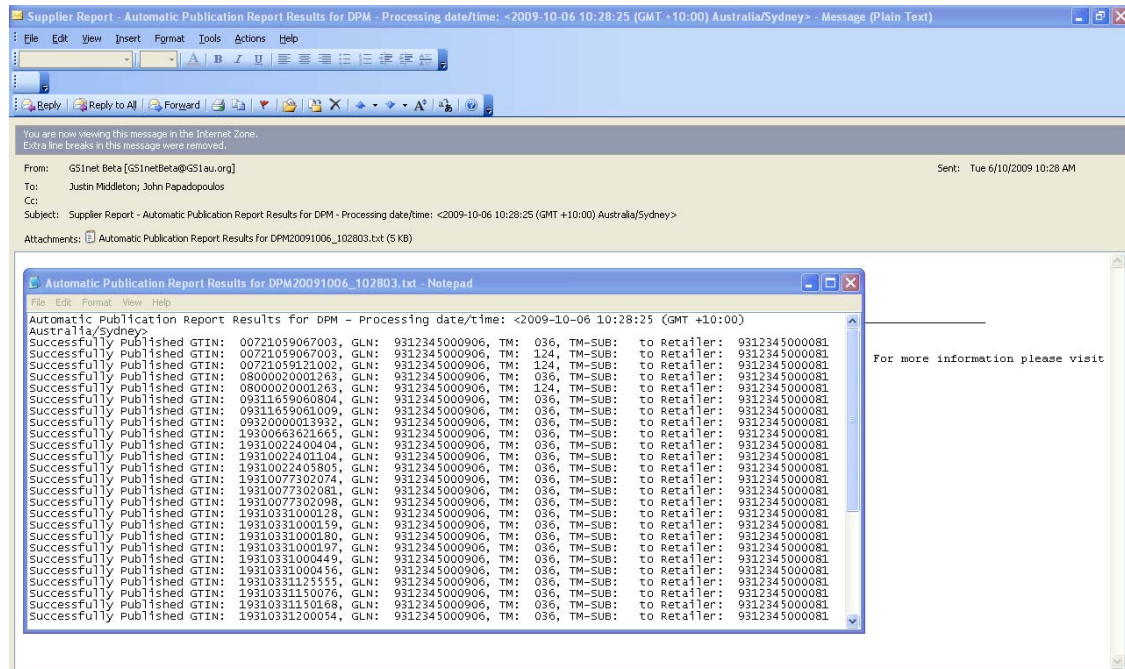 Supplier Report - Automatic Publication Report Results for DPM - Processing date/time: <2009-10-06 10:28:25 (GMT +10:00) Australia/Sydney> - Message (Plain Text)
File Edit View Insert Format Tools Actions Help
A B I U
Reply Reply to All Forward
You are now viewing this message in the Internet Zone.
Extra line breaks in this message were removed.
From: GS1net Beta [GS1netBeta@GS1au.org] Sent: Tue 6/10/2009 10:28 AM
To: Justin Middleton; John Papadopoulos
Cc:
Subject: Supplier Report - Automatic Publication Report Results for DPM - Processing date/time: <2009-10-06 10:28:25 (GMT +10:00) Australia/Sydney>
Attachments: Automatic Publication Report Results for DPM20091006_102803.txt (5 KB)
Automatic Publication Report Results for DPM20091006_102803.txt - Notepad
File Edit Format View Help
Automatic Publication Report Results for DPM - Processing date/time: <2009-10-06 10:28:25 (GMT +10:00)
Australia/Sydney>
Successfully Published GTIN: 00721059067003, GLN: 9312345000906, TM: 036, TM-SUB: to Retailer: 9312345000081
Successfully Published GTIN: 00721059067003, GLN: 9312345000906, TM: 124, TM-SUB: to Retailer: 9312345000081
Successfully Published GTIN: 00721059121002, GLN: 9312345000906, TM: 124, TM-SUB: to Retailer: 9312345000081
Successfully Published GTIN: 08000020001263, GLN: 9312345000906, TM: 036, TM-SUB: to Retailer: 9312345000081
Successfully Published GTIN: 08000020001263, GLN: 9312345000906, TM: 124, TM-SUB: to Retailer: 9312345000081
Successfully Published GTIN: 09311659060804, GLN: 9312345000906, TM: 036, TM-SUB: to Retailer: 9312345000081
Successfully Published GTIN: 09311659061009, GLN: 9312345000906, TM: 036, TM-SUB: to Retailer: 9312345000081
Successfully Published GTIN: 09320000013932, GLN: 9312345000906, TM: 036, TM-SUB: to Retailer: 9312345000081
Successfully Published GTIN: 19300663621665, GLN: 9312345000906, TM: 036, TM-SUB: to Retailer: 9312345000081
Successfully Published GTIN: 19310022400404, GLN: 9312345000906, TM: 036, TM-SUB: to Retailer: 9312345000081
Successfully Published GTIN: 19310022401104, GLN: 9312345000906, TM: 036, TM-SUB: to Retailer: 9312345000081
Successfully Published GTIN: 19310022405805, GLN: 9312345000906, TM: 036, TM-SUB: to Retailer: 9312345000081
Successfully Published GTIN: 19310077302074, GLN: 9312345000906, TM: 036, TM-SUB: to Retailer: 9312345000081
Successfully Published GTIN: 19310077302081, GLN: 9312345000906, TM: 036, TM-SUB: to Retailer: 9312345000081
Successfully Published GTIN: 19310077302098, GLN: 9312345000906, TM: 036, TM-SUB: to Retailer: 9312345000081
Successfully Published GTIN: 19310331000128, GLN: 9312345000906, TM: 036, TM-SUB: to Retailer: 9312345000081
Successfully Published GTIN: 19310331000159, GLN: 9312345000906, TM: 036, TM-SUB: to Retailer: 9312345000081
Successfully Published GTIN: 19310331000180, GLN: 9312345000906, TM: 036, TM-SUB: to Retailer: 9312345000081
Successfully Published GTIN: 19310331000197, GLN: 9312345000906, TM: 036, TM-SUB: to Retailer: 9312345000081
Successfully Published GTIN: 19310331000449, GLN: 9312345000906, TM: 036, TM-SUB: to Retailer: 9312345000081
Successfully Published GTIN: 19310331000456, GLN: 9312345000906, TM: 036, TM-SUB: to Retailer: 9312345000081
Successfully Published GTIN: 19310331125555, GLN: 9312345000906, TM: 036, TM-SUB: to Retailer: 9312345000081
Successfully Published GTIN: 19310331150076, GLN: 9312345000906, TM: 036, TM-SUB: to Retailer: 9312345000081
Successfully Published GTIN: 19310331150168, GLN: 9312345000906, TM: 036, TM-SUB: to Retailer: 9312345000081
Successfully Published GTIN: 19310331200054, GLN: 9312345000906, TM: 036, TM-SUB: to Retailer: 9312345000081
For more information please visit